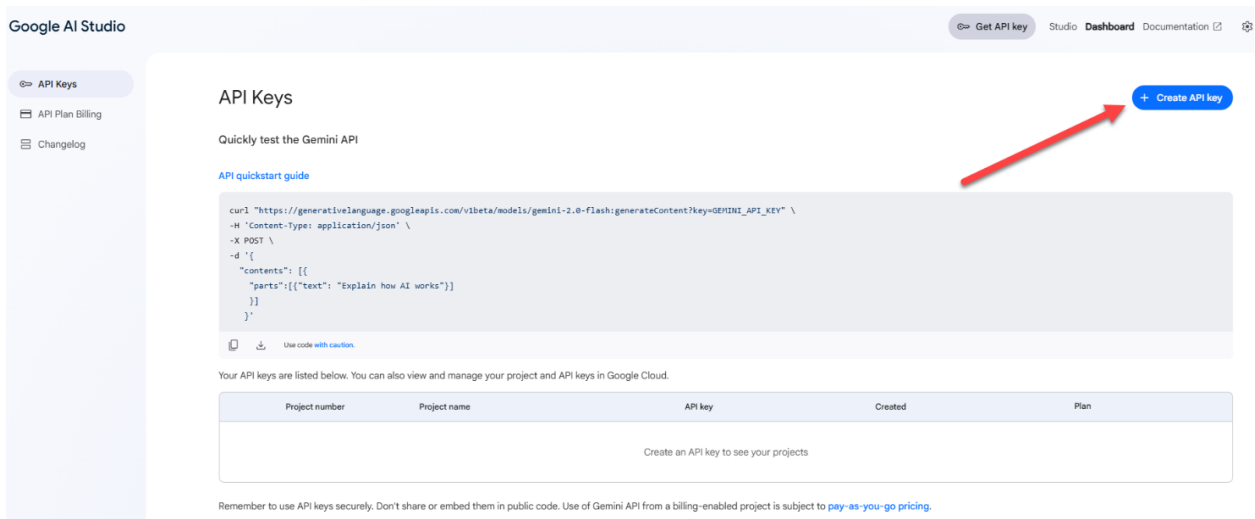 Google AI Studio
Get API key
Studio
Dashboard
Documentation
API Keys
API Plan Billing
Changelog
API Keys
+ Create API key
Quickly test the Gemini API
API quickstart guide
curl "https://generativelanguage.googleapis.com/v1beta/models/gemini-2.0-flash:generateContent?key=GEMINI_API_KEY" \
-H 'Content-Type: application/json' \
-X POST \
-d '{
"contents": [{
"parts":[{"text": "Explain how AI works"}]
}]
}'
Use code with caution.
Your API keys are listed below. You can also view and manage your project and API keys in Google Cloud.
Project number Project name API key Created Plan
Create an API key to see your projects
Remember to use API keys securely. Don't share or embed them in public code. Use of Gemini API from a billing-enabled project is subject to pay-as-you-go pricing.